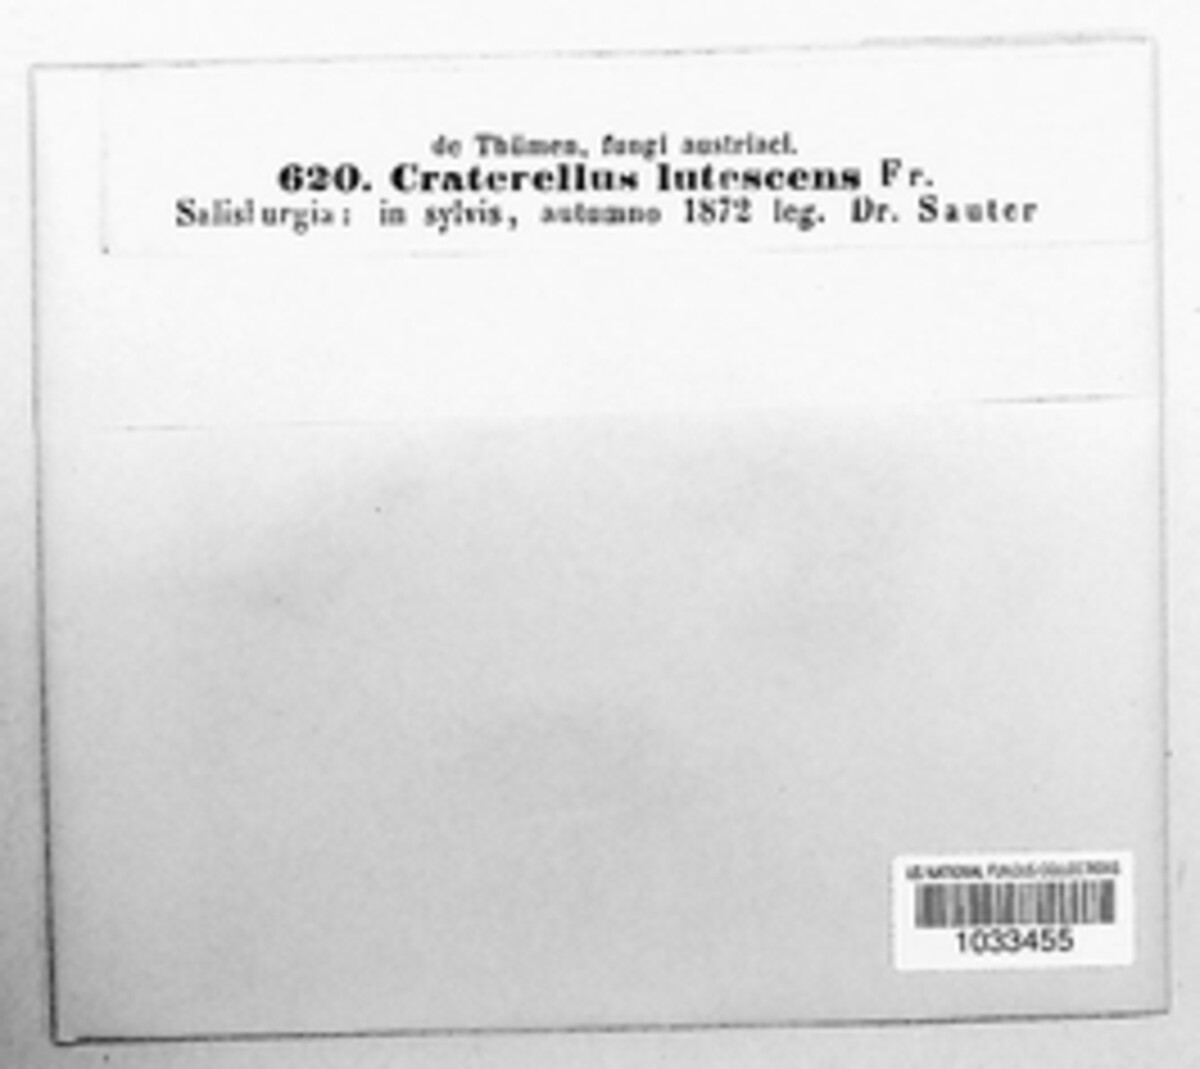 de Thümen, fungi austriaci.
620. Craterellus lutescens Fr.
Salisburgia: in sylvis, autumno 1872 leg. Dr. Sauter
US NATIONAL FUNGUS COLLECTIONS
1033455